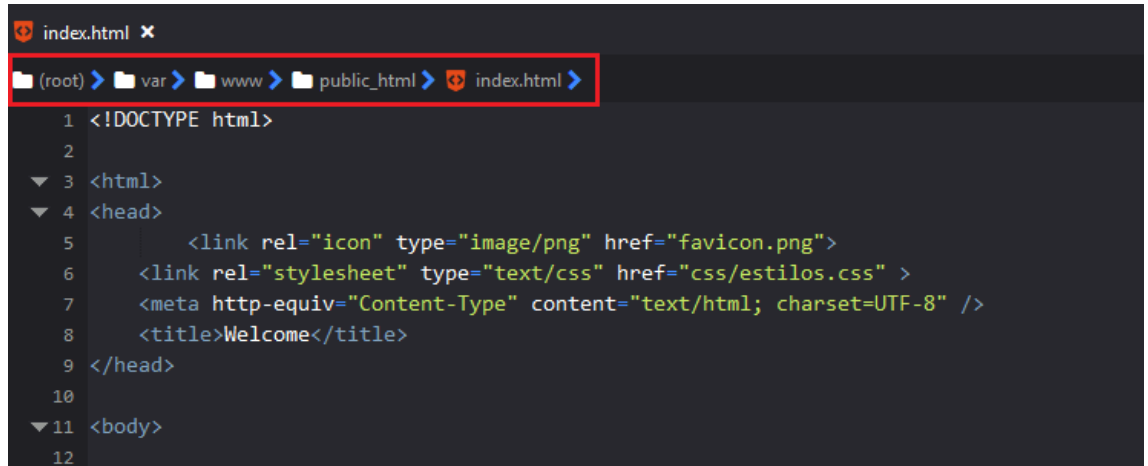 index.html ×
(root) > var > www > public_html > index.html >
1 <!DOCTYPE html>
2
3 <html>
4 <head>
5 <link rel="icon" type="image/png" href="favicon.png">
6 <link rel="stylesheet" type="text/css" href="css/estilos.css" >
7 <meta http-equiv="Content-Type" content="text/html; charset=UTF-8" />
8 <title>Welcome</title>
9 </head>
10
11 <body>
12